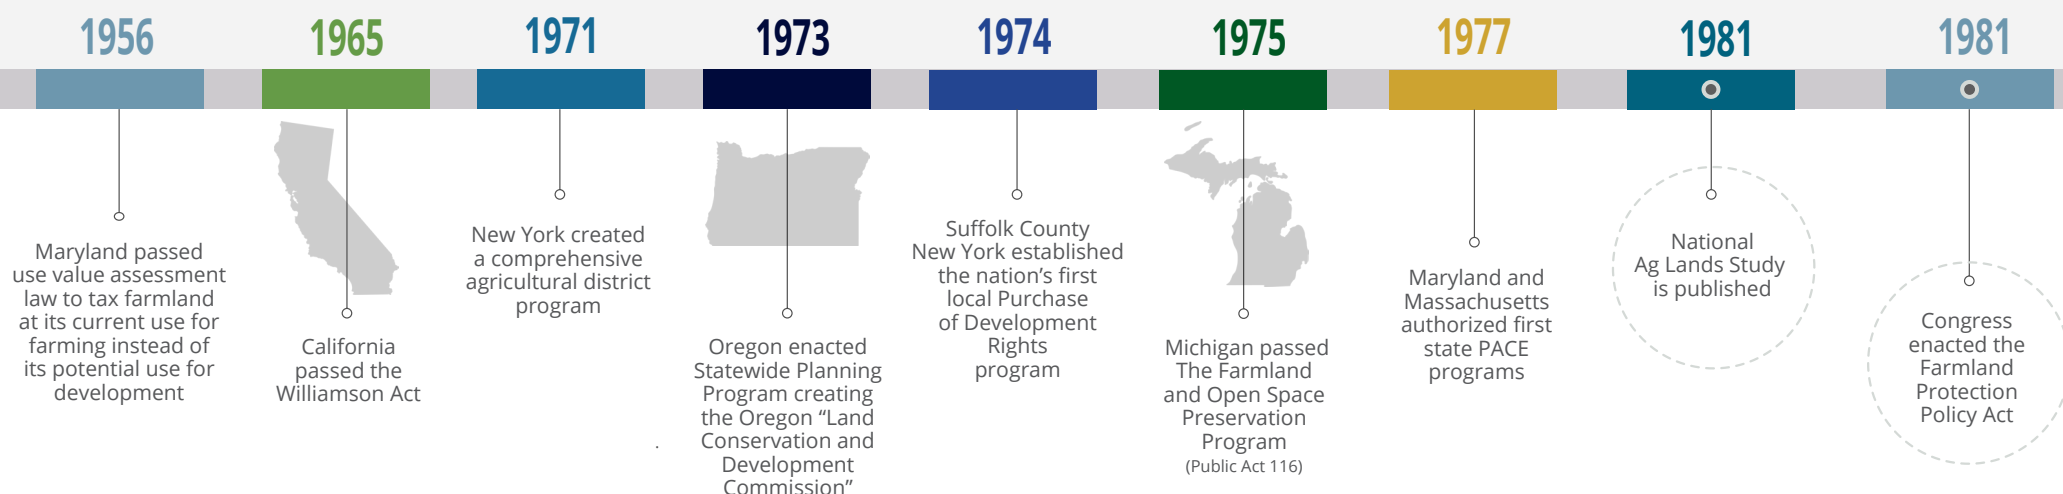 1956
Maryland passed
use value assessment
law to tax farmland
at its current use for
farming instead of
its potential use for
development
1965
California
passed the
Williamson Act
1971
New York created
a comprehensive
agricultural district
program
1973
Oregon enacted
Statewide Planning
Program creating
the Oregon “Land
Conservation and
Development
Commission”
1974
Suffolk County
New York established
the nation’s first
local Purchase
of Development
Rights
program
1975
Michigan passed
The Farmland
and Open Space
Preservation
Program
(Public Act 116)
1977
Maryland and
Massachusetts
authorized first
state PACE
programs
1981
National
Ag Lands Study
is published
1981
Congress
enacted the
Farmland
Protection
Policy Act